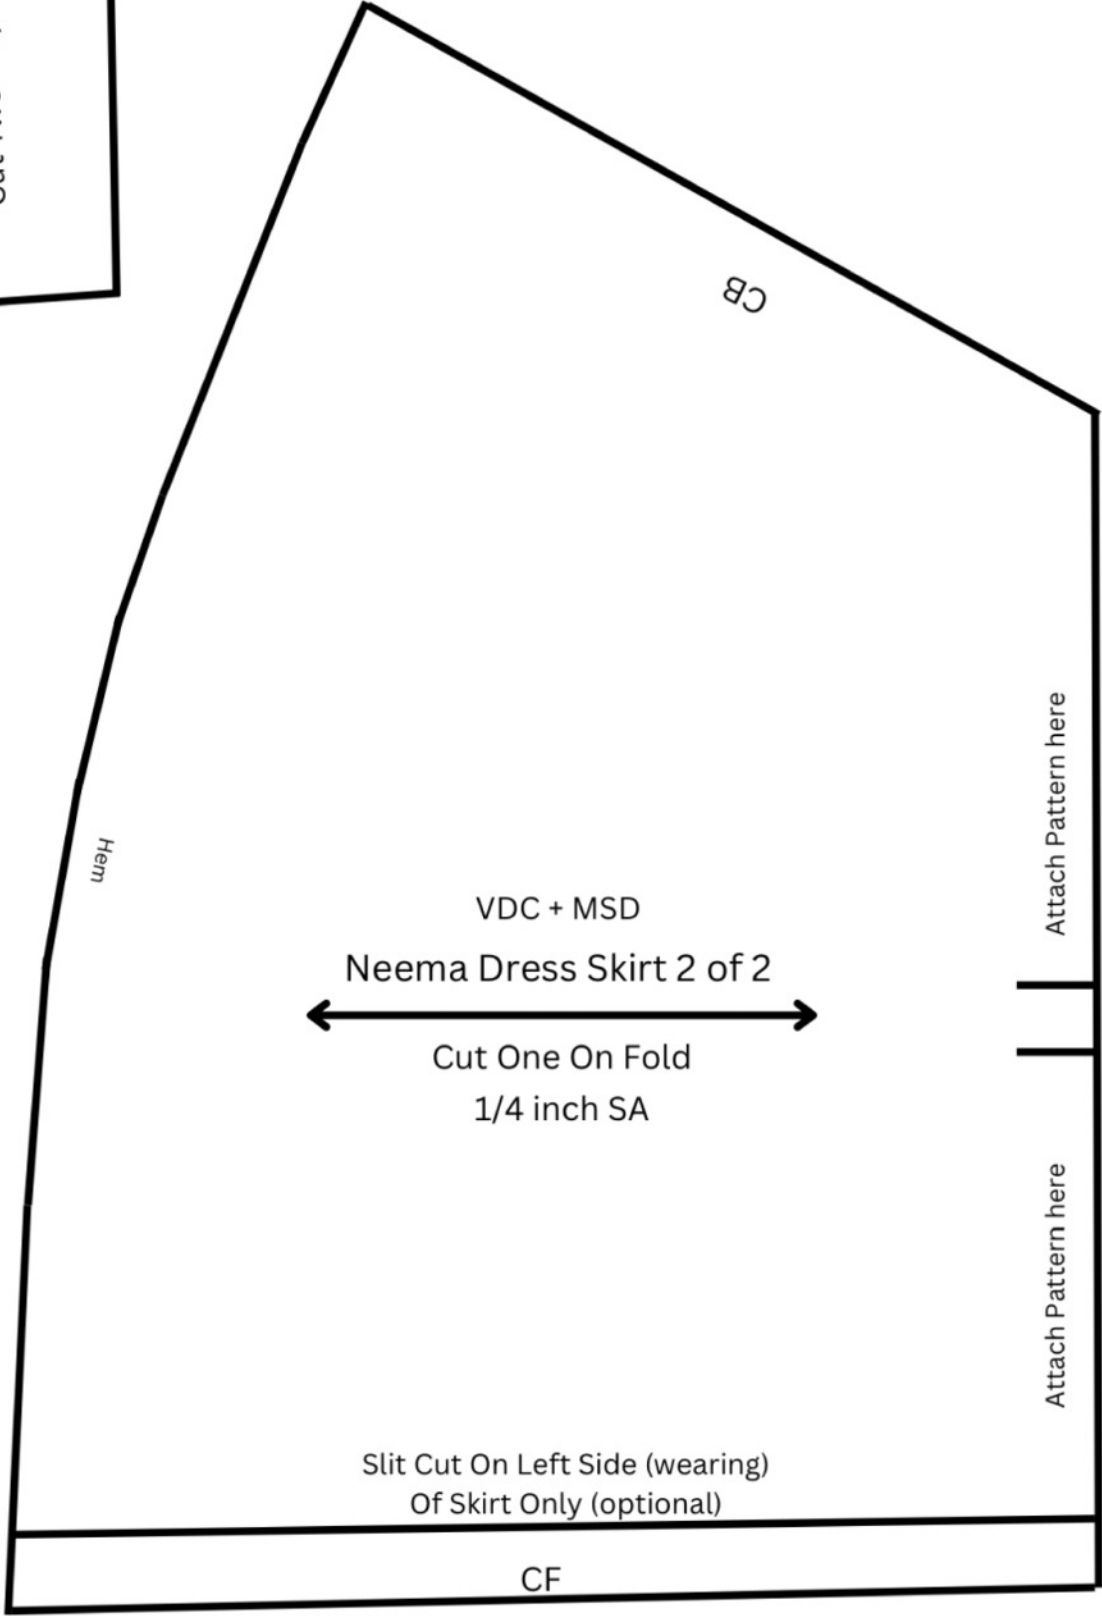 CB
Attach Pattern here
Hem
VDC + MSD
Neema Dress Skirt 2 of 2
Cut One On Fold
1/4 inch SA
Attach Pattern here
Slit Cut On Left Side (wearing)
Of Skirt Only (optional)
CF